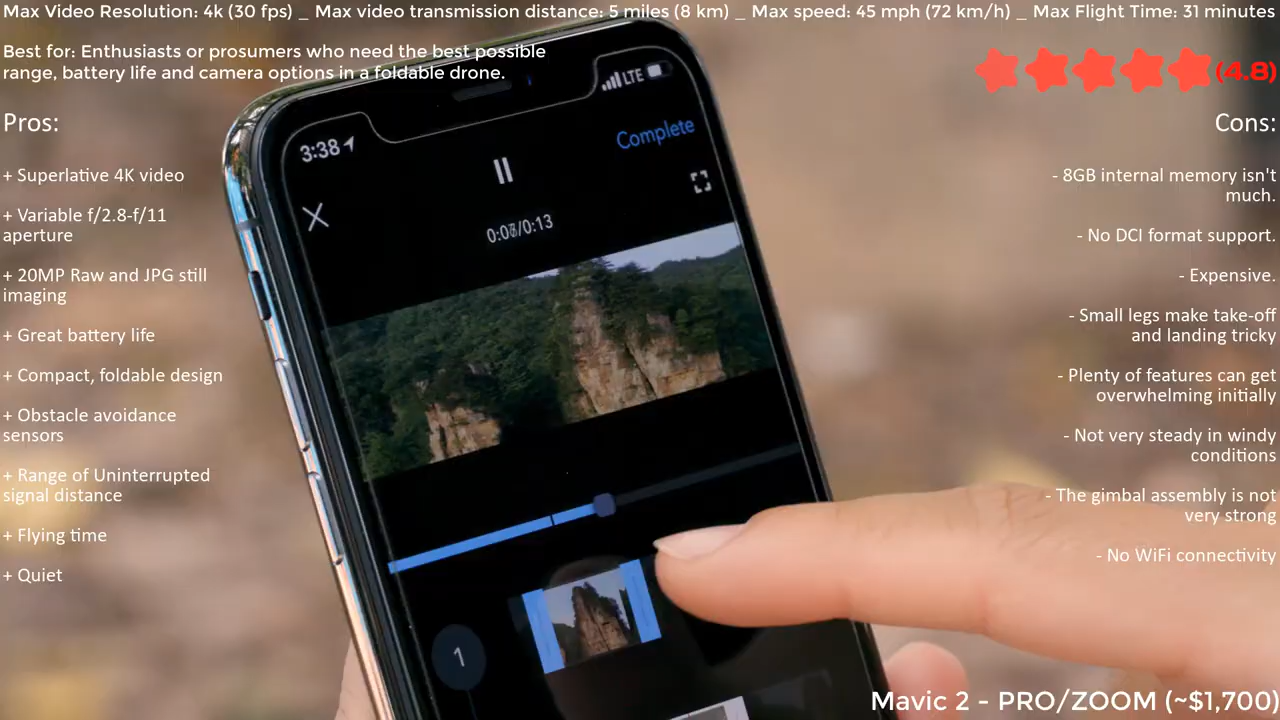 Max Video Resolution: 4k (30 fps) _ Max video transmission distance: 5 miles (8 km) _ Max speed: 45 mph (72 km/h) _ Max Flight Time: 31 minutes
Best for: Enthusiasts or prosumers who need the best possible
range, battery life and camera options in a foldable drone.
(4.8)
Pros:
+ Superlative 4K video
+ Variable f/2.8-f/11
aperture
+ 20MP Raw and JPG still
imaging
+ Great battery life
+ Compact, foldable design
+ Obstacle avoidance
sensors
+ Range of Uninterrupted
signal distance
+ Flying time
+ Quiet
LTE
3:38
Complete
/0:13
1
Cons:
- 8GB internal memory isn't
much.
- No DCI format support.
- Expensive.
- Small legs make take-off
and landing tricky
- Plenty of features can get
overwhelming initially
- Not very steady in windy
conditions
- The gimbal assembly is not
very strong
- No WiFi connectivity
Mavic 2 - PRO/ZOOM (~$1,700)